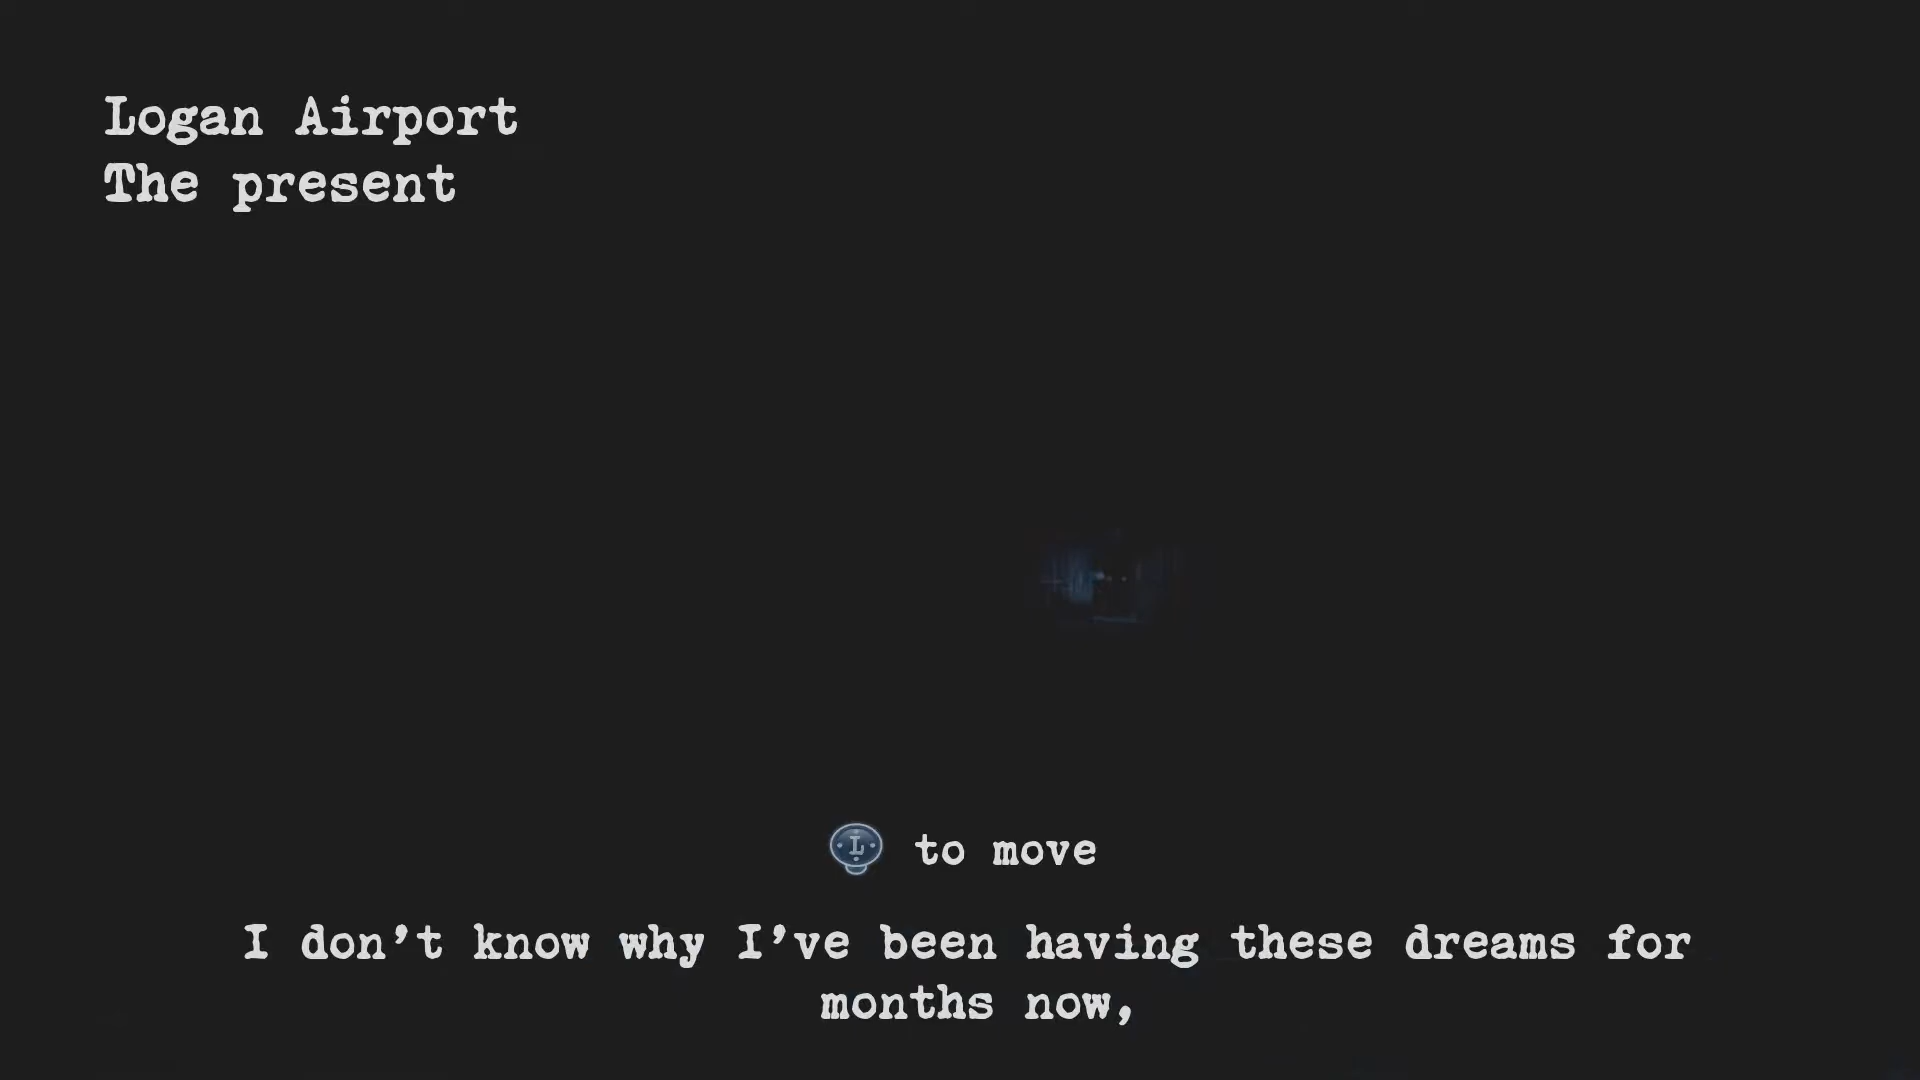 Logan Airport
The present
L to move
I don't know why I've been having these dreams for
months now,